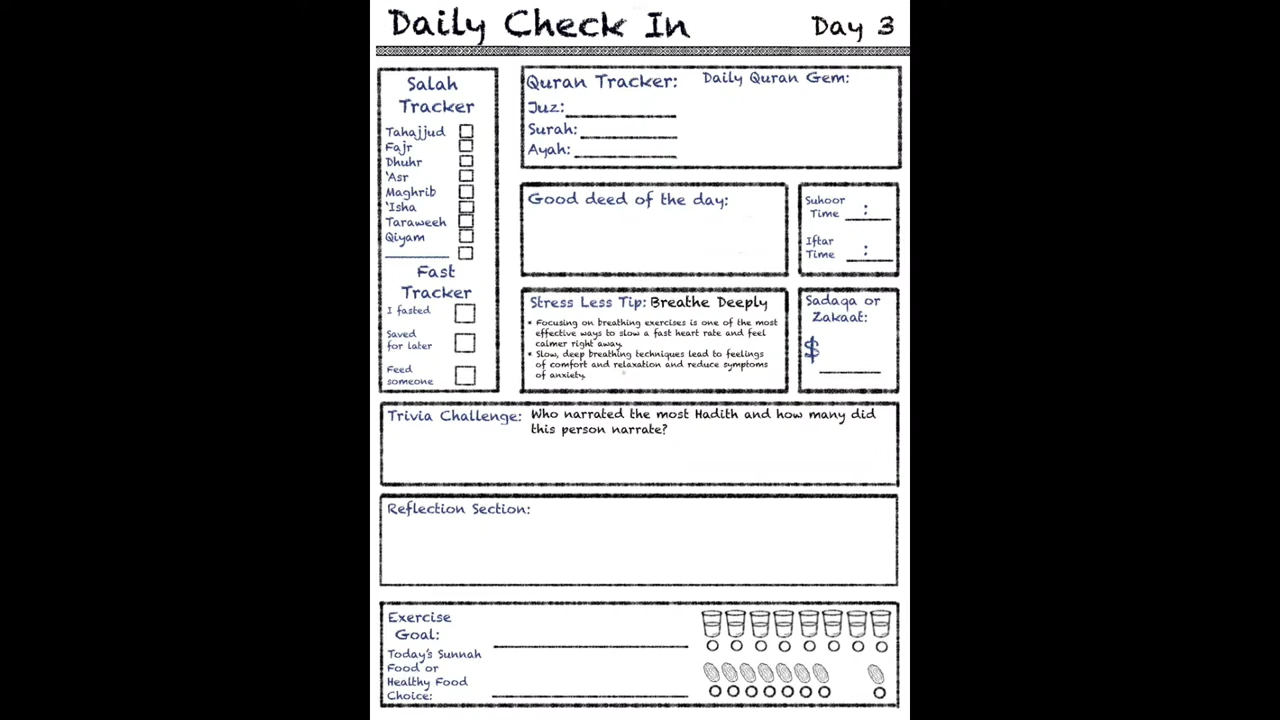 Daily Check In
Day 3
Salah
Tracker
Tahajjud
Fajr
Dhuhr
'Asr
Maghrib
'Isha
Taraweeh
Qiyam
Fast
Tracker
I fasted
Saved
for later
Feed
someone
Quran Tracker:
Juz:
Surah:
Ayah:
Daily Quran Gem:
Good deed of the day:
Suhoor
Time :
Iftar
Time :
Stress Less Tip: Breathe Deeply
• Focusing on breathing exercises is one of the most
effective ways to slow a fast heart rate and feel
calmer right away.
• Slow, deep breathing techniques lead to feelings
of comfort and relaxation and reduce symptoms
of anxiety.
Sadaqa or
Zakaat:
$
Trivia Challenge: Who narrated the most Hadith and how many did
this person narrate?
Reflection Section:
Exercise
Goal:
Today's Sunnah
Food or
Healthy Food
Choice: